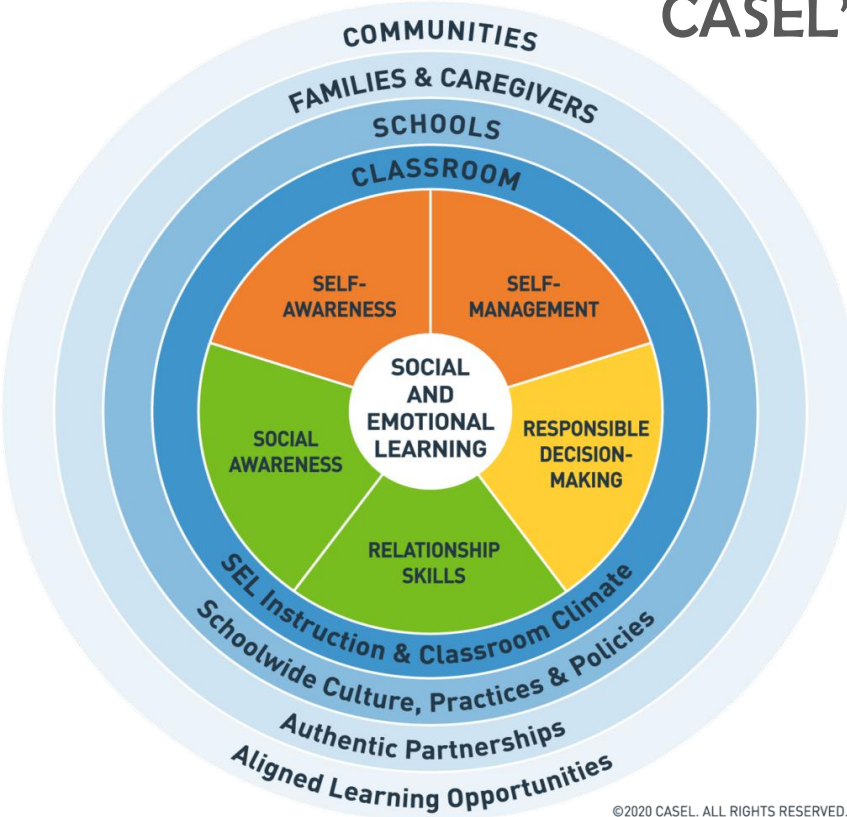 CASEL'
COMMUNITIES
FAMILIES & CAREGIVERS
SCHOOLS
CLASSROOM
SELF-
AWARENESS
SELF-
MANAGEMENT
SOCIAL
AND
EMOTIONAL
LEARNING
SOCIAL
AWARENESS
RESPONSIBLE
DECISION-
MAKING
RELATIONSHIP
SKILLS
SEL Instruction & Classroom Climate
Schoolwide Culture, Practices & Policies
Authentic Partnerships
Aligned Learning Opportunities
©2020 CASEL. ALL RIGHTS RESERVED.